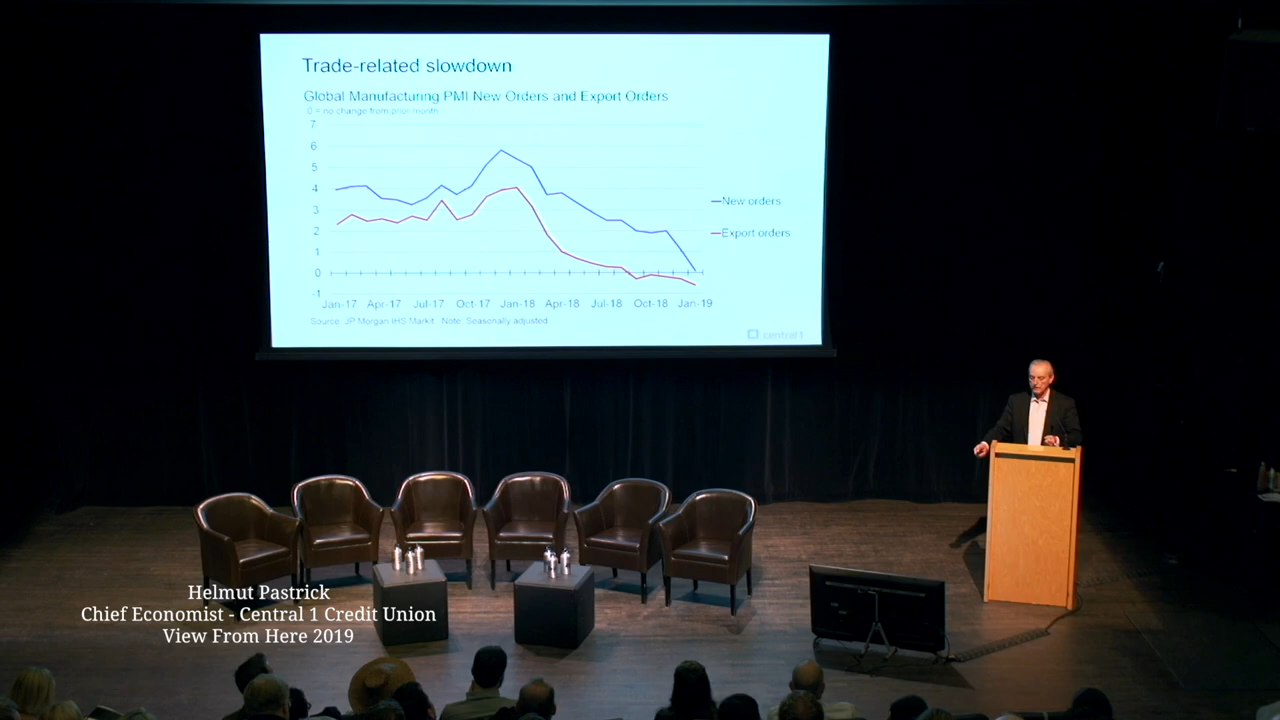 Trade-related slowdown
Global Manufacturing PMI New Orders and Export Orders
0 = no change from prior month
7
6
5
4
3
2
1
0
-1
New orders
Export orders
Jan-17 Apr-17 Jul-17 Oct-17 Jan-18 Apr-18 Jul-18 Oct-18 Jan-19
Source: JP Morgan IHS Markit. Note: Seasonally adjusted.
central1
Helmut Pastrick
Chief Economist - Central 1 Credit Union
View From Here 2019